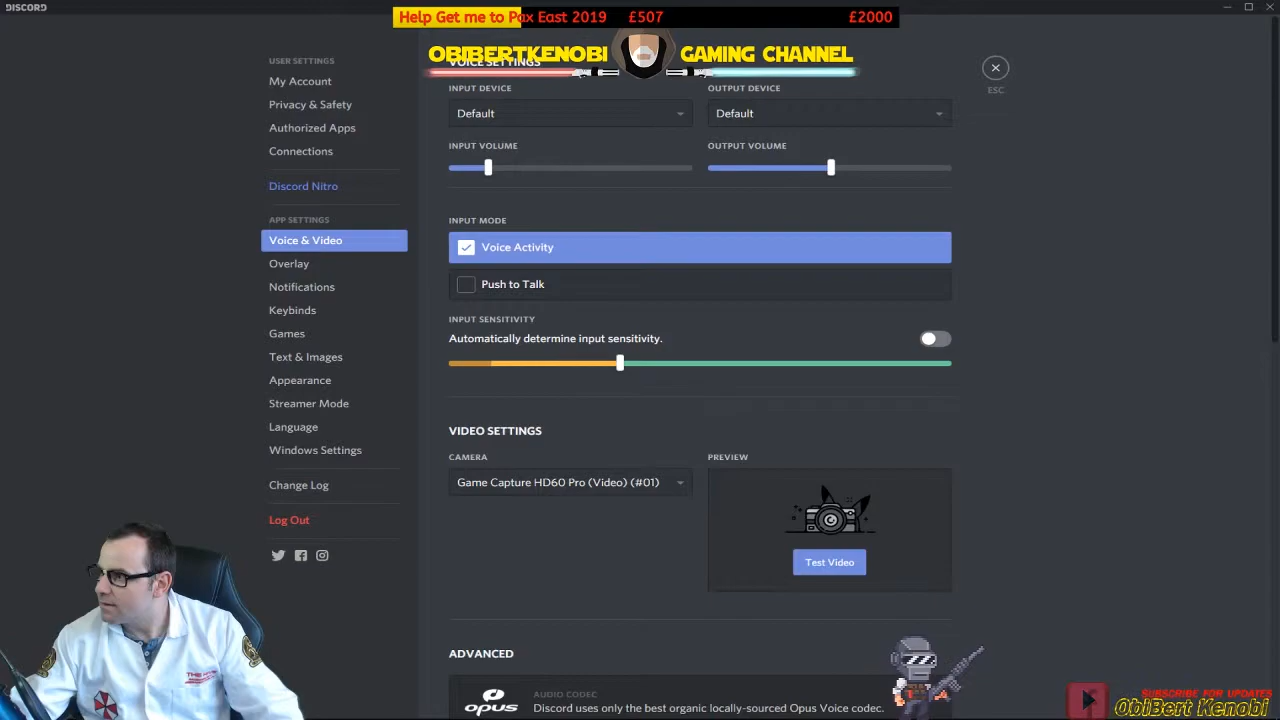 DISCORD
Help Get me to Pax East 2019 £507 £2000
OBIBERTKENOBI GAMING CHANNEL
USER SETTINGS
My Account
Privacy & Safety
Authorized Apps
Connections
Discord Nitro
APP SETTINGS
Voice & Video
Overlay
Notifications
Keybinds
Games
Text & Images
Appearance
Streamer Mode
Language
Windows Settings
Change Log
Log Out
VOICE SETTINGS
INPUT DEVICE
Default
OUTPUT DEVICE
Default
INPUT VOLUME
OUTPUT VOLUME
INPUT MODE
Voice Activity
Push to Talk
INPUT SENSITIVITY
Automatically determine input sensitivity.
VIDEO SETTINGS
CAMERA
Game Capture HD60 Pro (Video) (#01)
PREVIEW
Test Video
ADVANCED
opus
AUDIO CODEC
Discord uses only the best organic locally-sourced Opus Voice codec.
ESC
SUBSCRIBE FOR UPDATES
ObiBert Kenobi